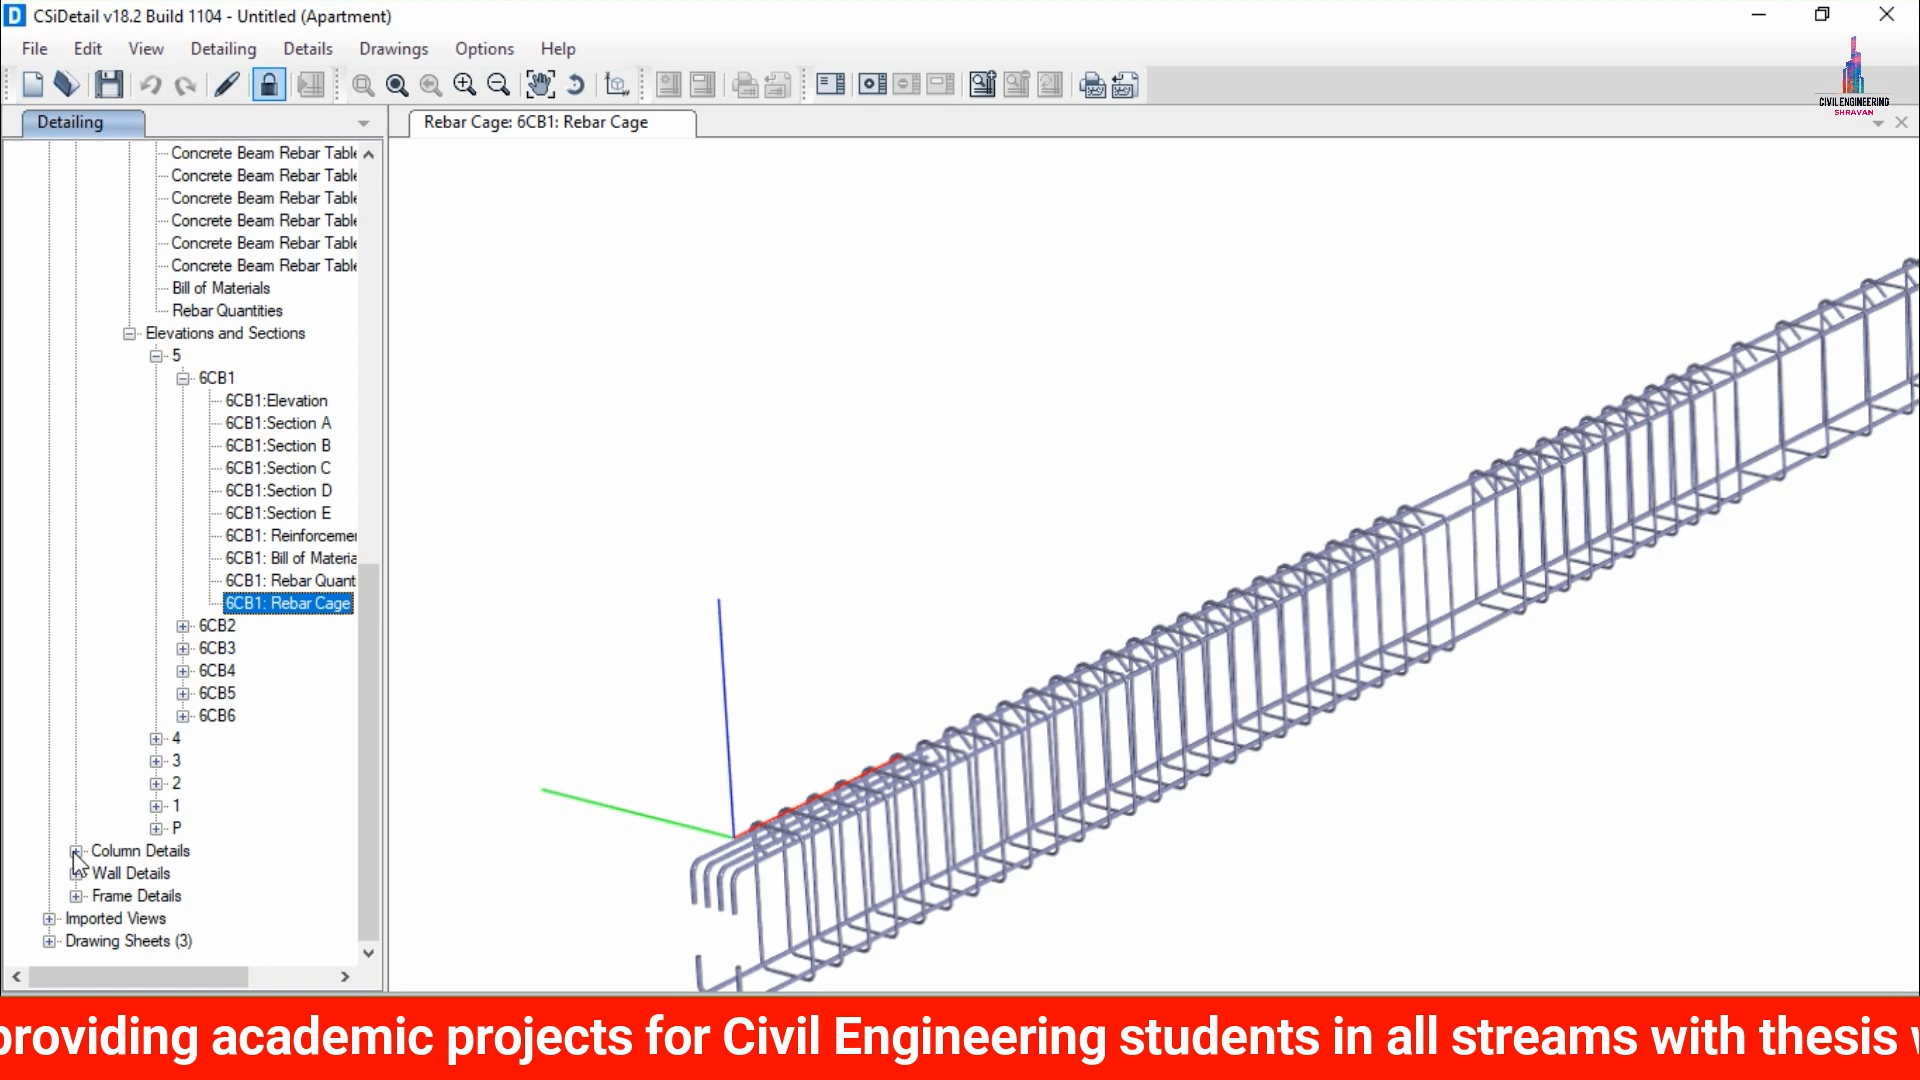 CSiDetail v18.2 Build 1104 - Untitled (Apartment)
File Edit View Detailing Details Drawings Options Help
CIVILENGINEERING
SHRAVAN
Detailing
Rebar Cage: 6CB1: Rebar Cage
Concrete Beam Rebar Table
Concrete Beam Rebar Table
Concrete Beam Rebar Table
Concrete Beam Rebar Table
Concrete Beam Rebar Table
Concrete Beam Rebar Table
Bill of Materials
Rebar Quantities
Elevations and Sections
5
6CB1
6CB1:Elevation
6CB1:Section A
6CB1:Section B
6CB1:Section C
6CB1:Section D
6CB1:Section E
6CB1: Reinforcemen
6CB1: Bill of Materia
6CB1: Rebar Quant
6CB1: Rebar Cage
6CB2
6CB3
6CB4
6CB5
6CB6
4
3
2
1
P
Column Details
Wall Details
Frame Details
Imported Views
Drawing Sheets (3)
providing academic projects for Civil Engineering students in all streams with thesis